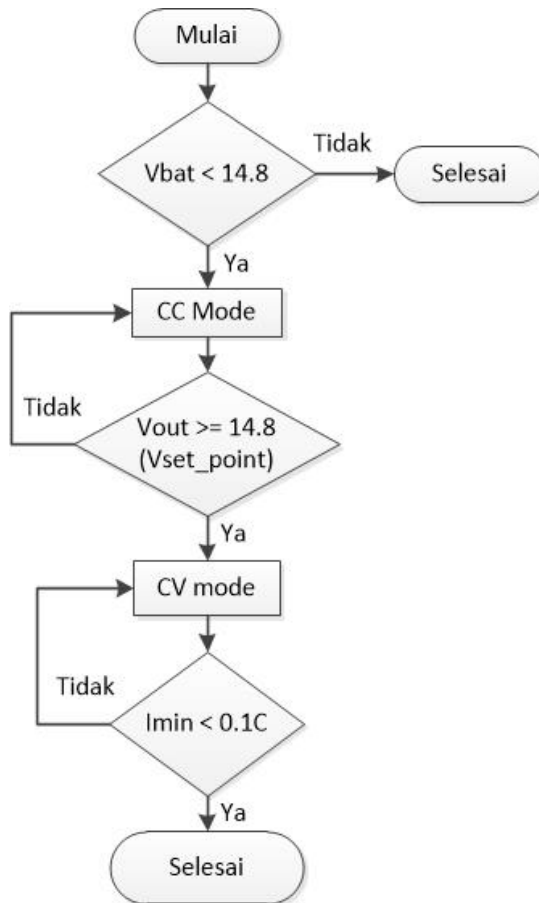 Mulai
Vbat < 14.8
Tidak
Selesai
Ya
CC Mode
Tidak
Vout >= 14.8
(Vset_point)
Ya
CV mode
Tidak
Imin < 0.1C
Ya
Selesai